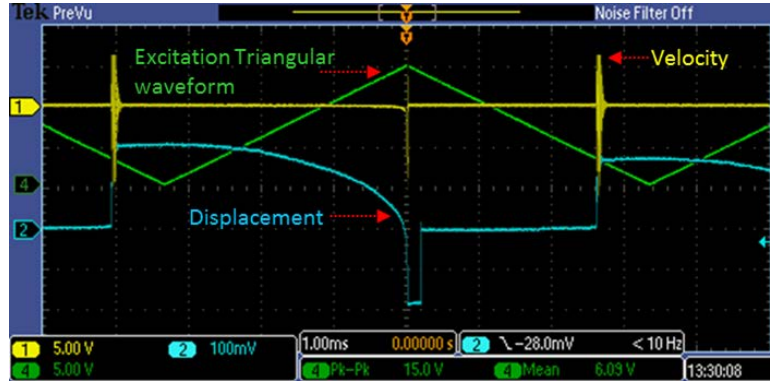 Tek PreVu
Noise Filter Off
Excitation Triangular
waveform
Velocity
1
4
Displacement
2
1 5.00 V 2 100mV
4 5.00 V
1.00ms 0.00000 s
2 -28.0mV < 10 Hz
4 Pk-Pk 15.0 V 4 Mean 6.09 V
13:30:08